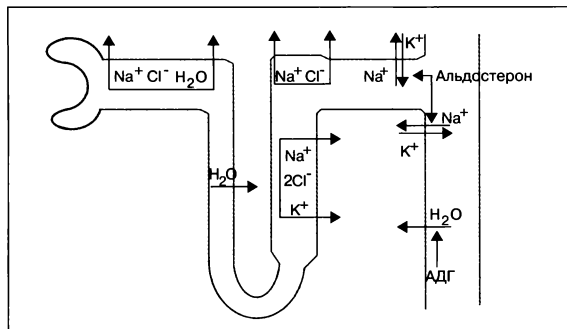 K⁺
Na⁺ Cl⁻ H₂O
Na⁺ Cl⁻
Na⁺
Альдостерон
Na⁺
K⁺
Na⁺
2Cl⁻
K⁺
H₂O
H₂O
АДГ